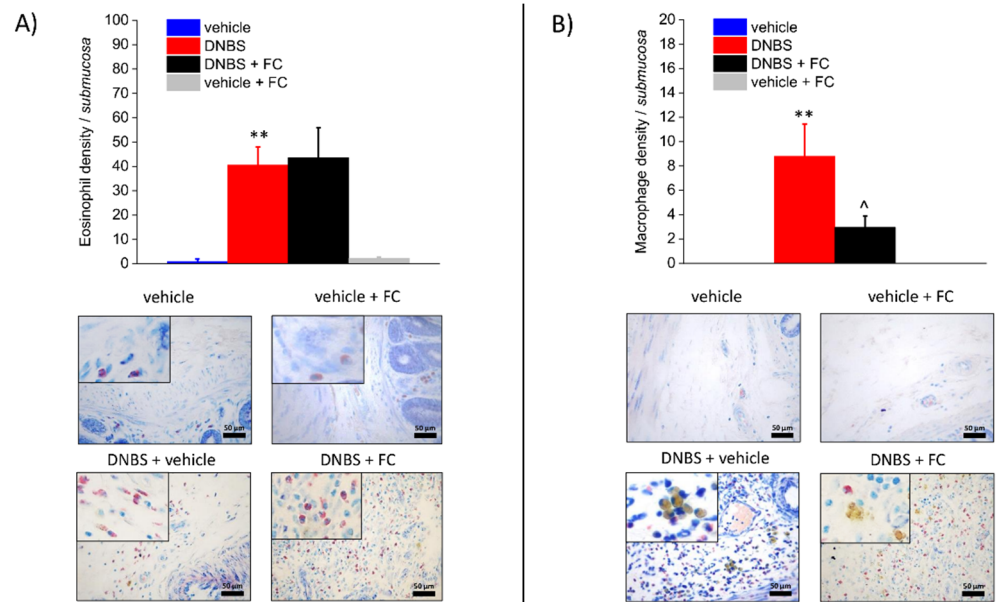 A)
Eosinophil density / submucosa
100
90
80
70
60
50
40
30
20
10
0
vehicle
DNBS
DNBS + FC
vehicle + FC
**
vehicle
vehicle + FC
50 µm
50 µm
DNBS + vehicle
DNBS + FC
50 µm
50 µm
B)
Macrophage density / submucosa
20
18
16
14
12
10
8
6
4
2
0
vehicle
DNBS
DNBS + FC
vehicle + FC
**
^
vehicle
vehicle + FC
50 µm
50 µm
DNBS + vehicle
DNBS + FC
50 µm
50 µm